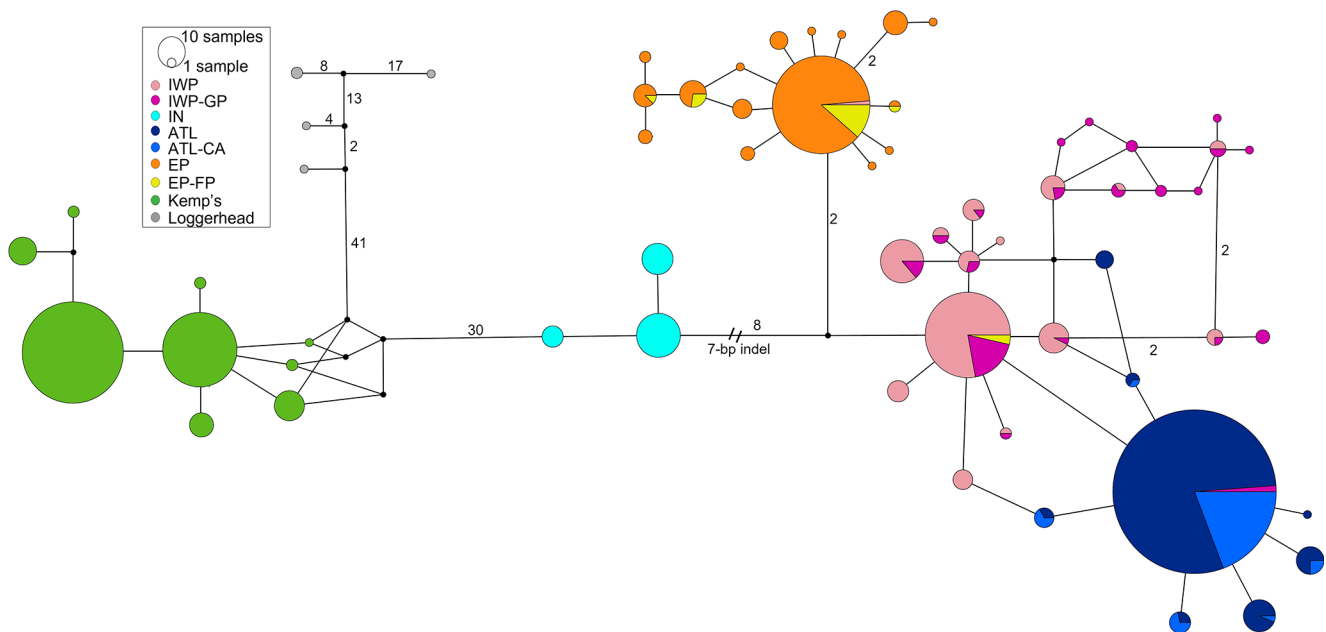 10 samples
1 sample
IWP
IWP-GP
IN
ATL
ATL-CA
EP
EP-FP
Kemp's
Loggerhead
8
17
13
4
2
41
30
8
7-bp indel
2
2
2
2